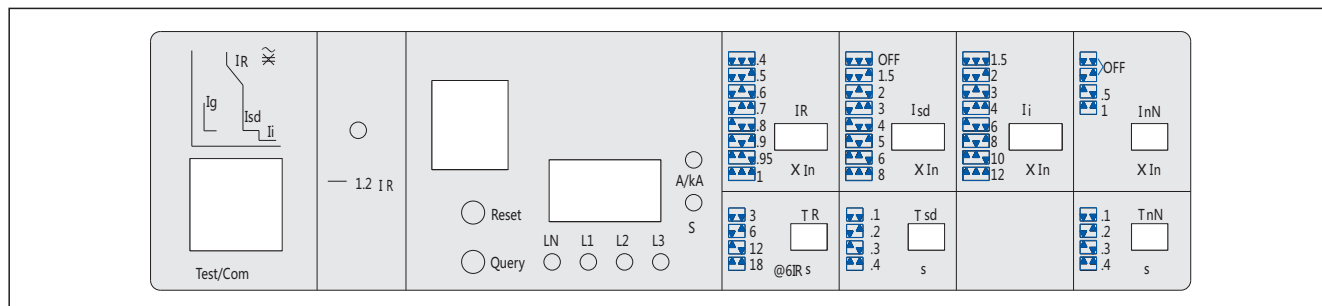 IR
Ig
Isd
Ii
Test/Com
1.2 IR
Reset
Query
LN L1 L2 L3
A/kA
S
.4
.5
.6
.7
.8
.9
.95
1
IR
X In
OFF
1.5
2
3
4
5
6
8
Isd
X In
1.5
2
3
4
6
8
10
12
Ii
X In
OFF
.5
1
InN
X In
3
6
12
18
TR
@6IR s
.1
.2
.3
.4
Tsd
s
.1
.2
.3
.4
TnN
s